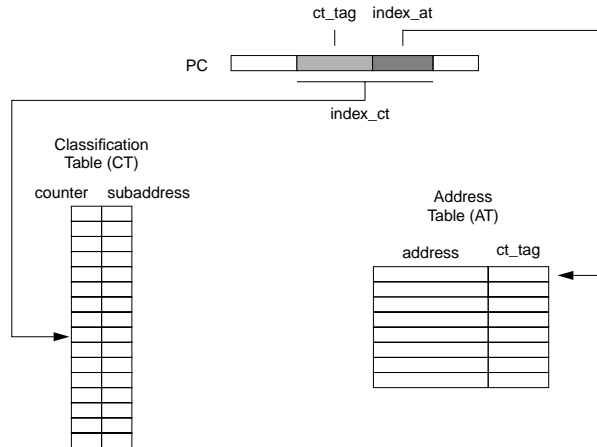 ct_tag index_at
PC
index_ct
Classification
Table (CT)
counter subaddress
Address
Table (AT)
address ct_tag